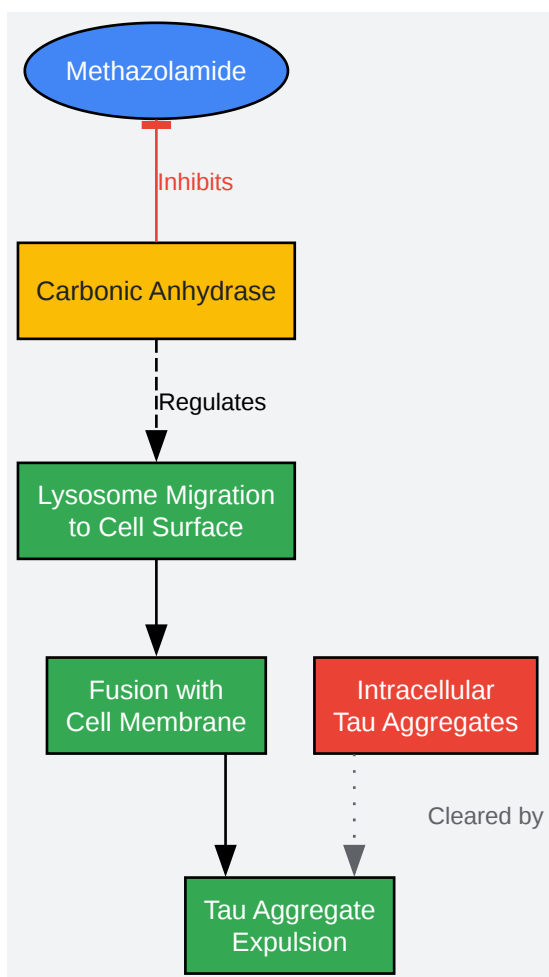 Methazolamide
Inhibits
Carbonic Anhydrase
Regulates
Lysosome Migration
to Cell Surface
Fusion with
Cell Membrane
Intracellular
Tau Aggregates
Cleared by
Tau Aggregate
Expulsion